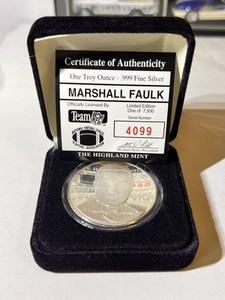 Certificate of Authenticity
One Troy Ounce - .999 Fine Silver
MARSHALL FAULK
Officially Licensed By
Team NFL
Limited Edition
One of 7,500
Serial Number
4099
THE HIGHLAND MINT